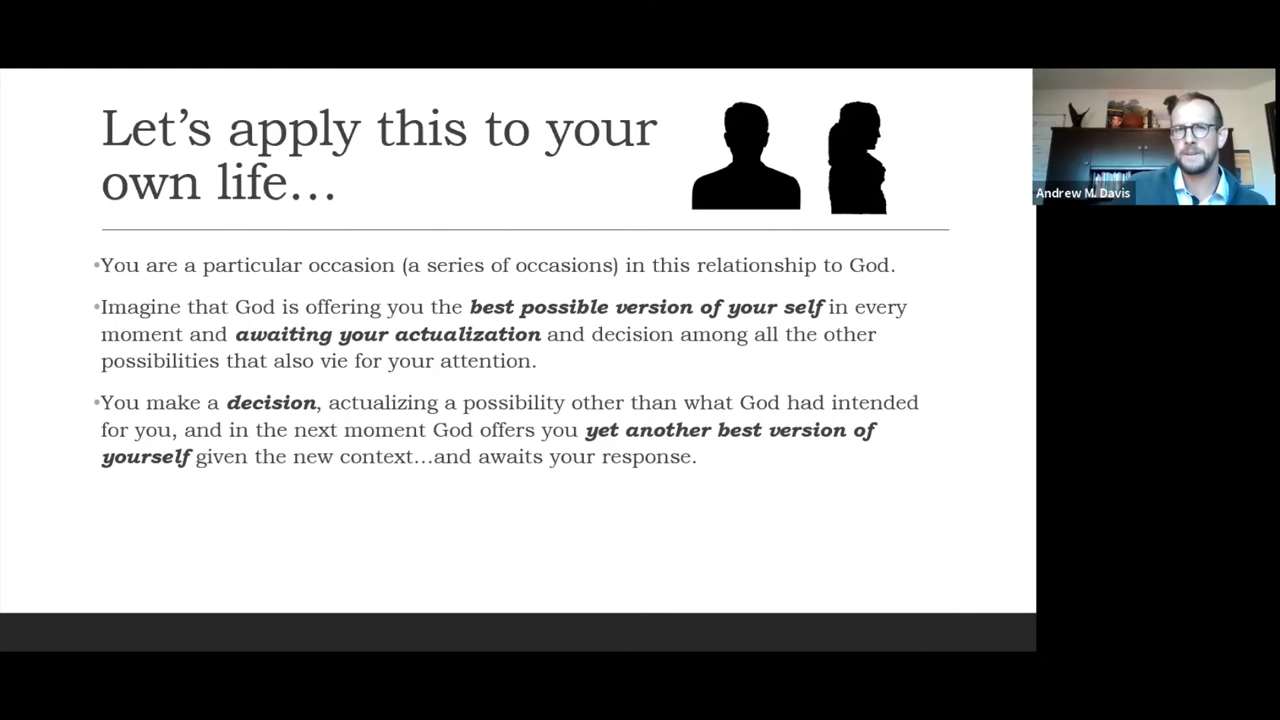 Let's apply this to your
own life…
•You are a particular occasion (a series of occasions) in this relationship to God.
•Imagine that God is offering you the best possible version of your self in every
moment and awaiting your actualization and decision among all the other
possibilities that also vie for your attention.
•You make a decision, actualizing a possibility other than what God had intended
for you, and in the next moment God offers you yet another best version of
yourself given the new context…and awaits your response.
Andrew M. Davis